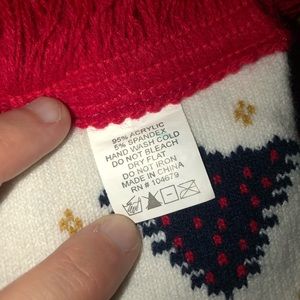 95% ACRYLIC
5% SPANDEX
HAND WASH COLD
DO NOT BLEACH
DRY FLAT
DO NOT IRON
MADE IN CHINA
RN # 104679